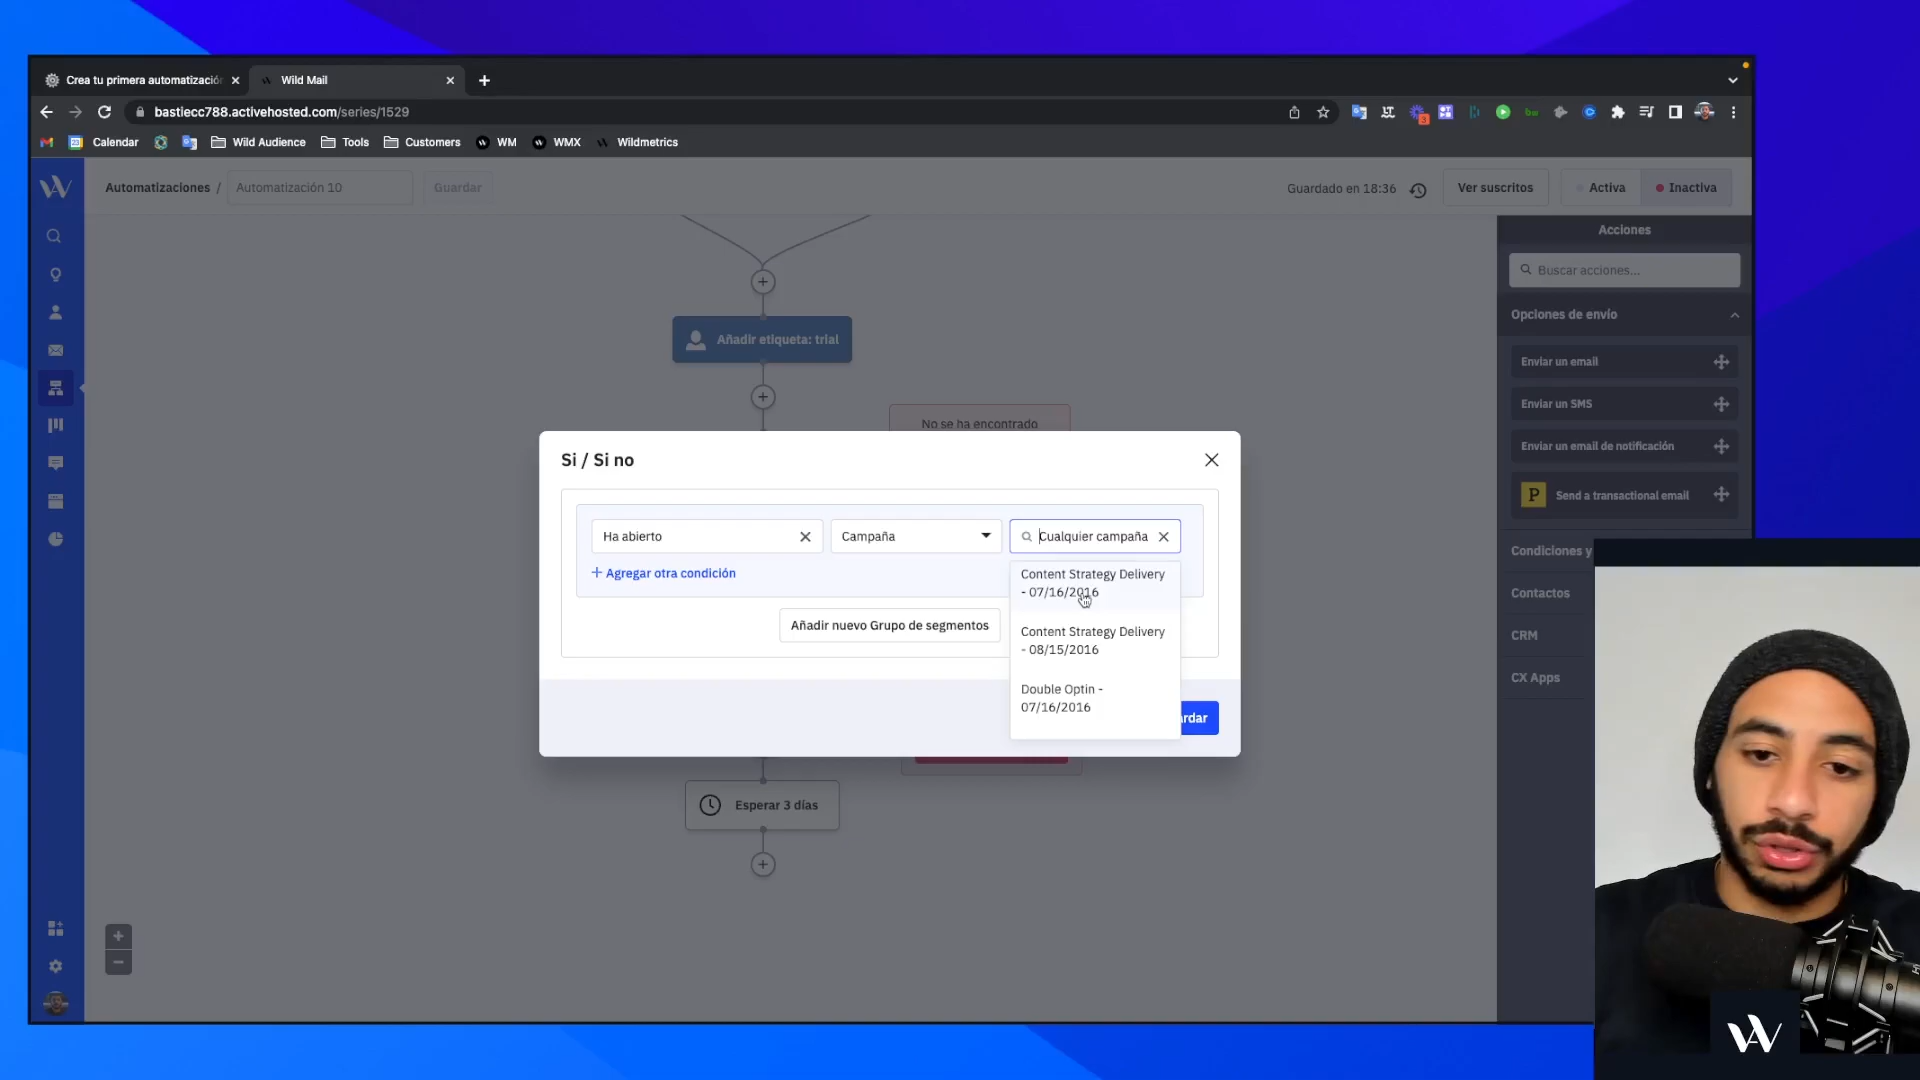 Crea tu primera automatizació
Wild Mail
bastiecc788.activehosted.com/series/1529
3
23
Calendar
Wild Audience
Tools
Customers
WM
WMX
Wildmetrics
Automatizaciones /
Automatización 10
Guardar
Guardado en 18:36
Ver suscritos
Activa
Inactiva
Acciones
Buscar acciones...
Opciones de envío
Enviar un email
Enviar un SMS
Enviar un email de notificación
P
Send a transactional email
Condiciones y
Contactos
CRM
CX Apps
Añadir etiqueta: trial
No se ha encontrado
Si / Si no
Ha abierto
Campaña
Cualquier campaña
+ Agregar otra condición
Content Strategy Delivery
- 07/16/2016
Content Strategy Delivery
- 08/15/2016
Double Optin -
07/16/2016
Añadir nuevo Grupo de segmentos
rdar
Esperar 3 días